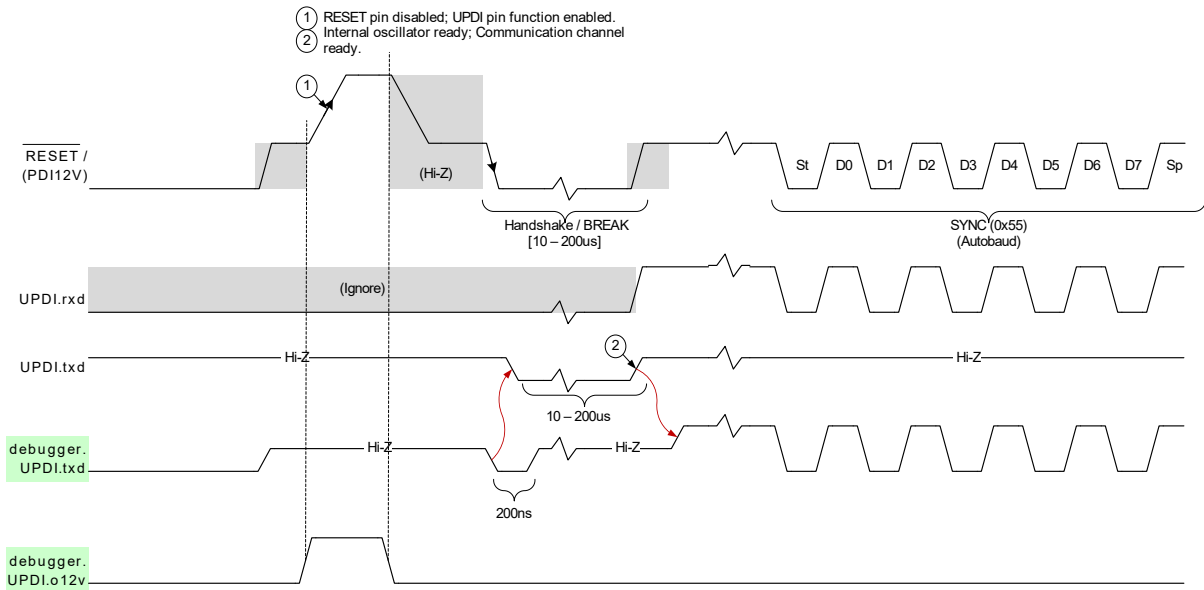 1 RESET pin disabled; UPDI pin function enabled.
2 Internal oscillator ready; Communication channel
ready.
1
RESET /
(PDI12V)
(Hi-Z)
St D0 D1 D2 D3 D4 D5 D6 D7 Sp
Handshake / BREAK
[10 – 200us]
SYNC (0x55)
(Autobaud)
UPDI.rxd
(Ignore)
2
UPDI.txd
Hi-Z Hi-Z
10 – 200us
debugger.
UPDI.txd
Hi-Z Hi-Z
200ns
debugger.
UPDI.o12v